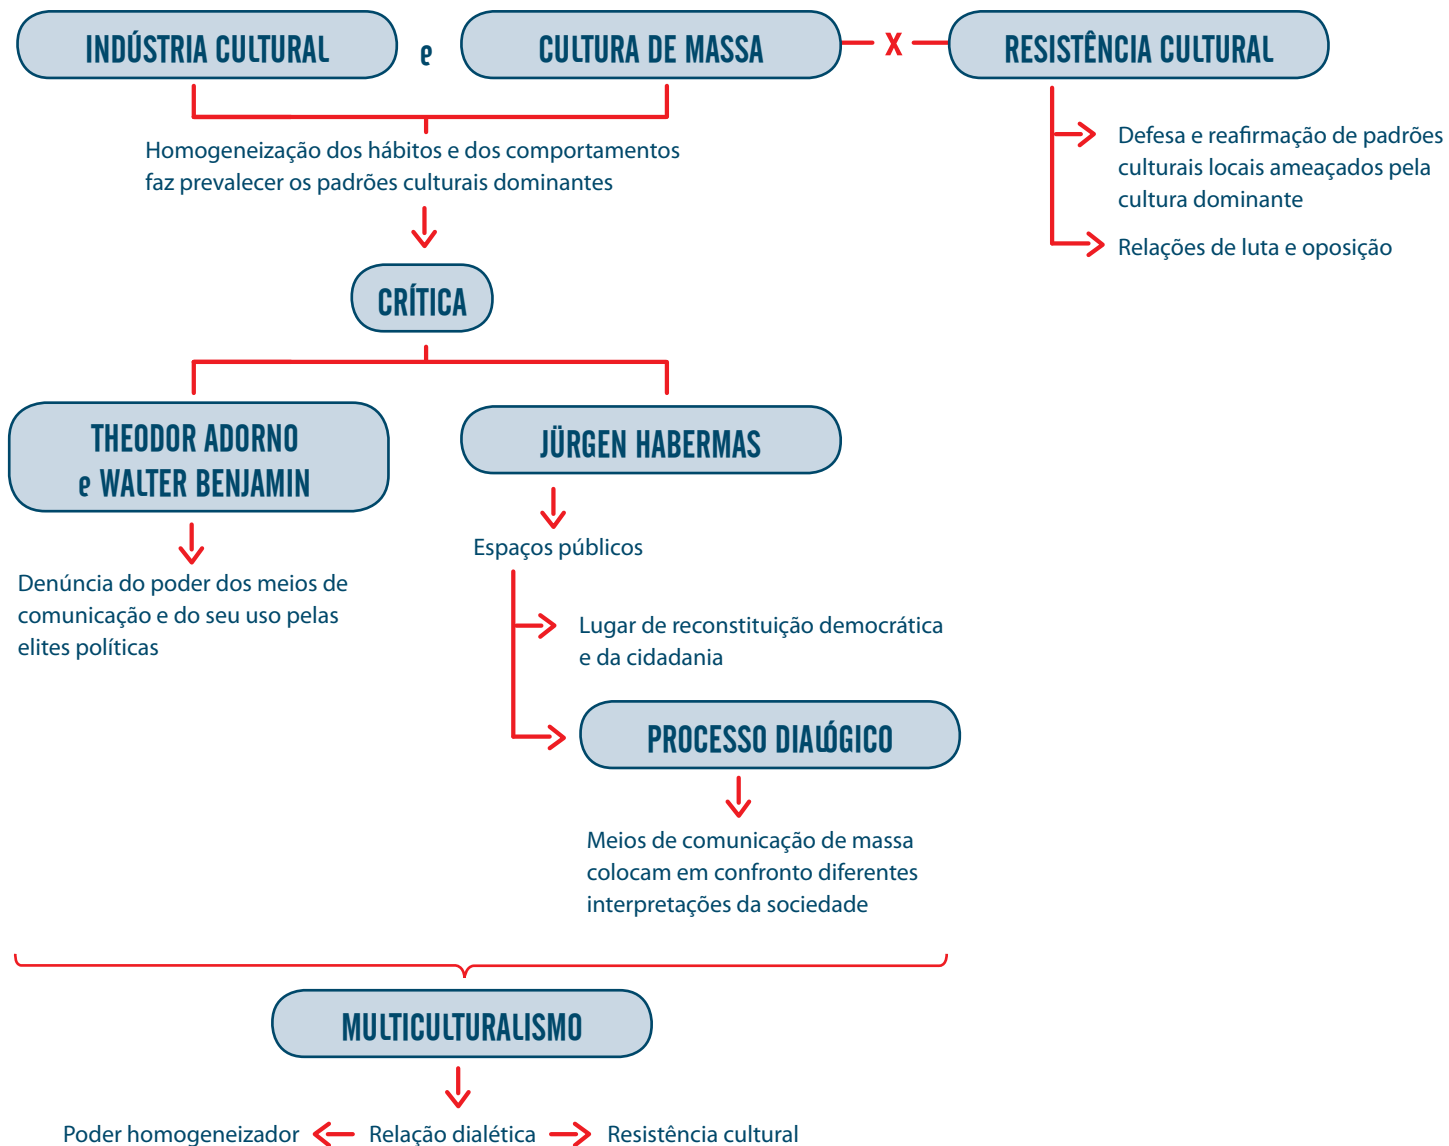 INDÚSTRIA CULTURAL e CULTURA DE MASSA X RESISTÊNCIA CULTURAL
Homogeneização dos hábitos e dos comportamentos
faz prevalecer os padrões culturais dominantes
Defesa e reafirmação de padrões
culturais locais ameaçados pela
cultura dominante
Relações de luta e oposição
CRÍTICA
THEODOR ADORNO
e WALTER BENJAMIN
Denúncia do poder dos meios de
comunicação e do seu uso pelas
elites políticas
JÜRGEN HABERMAS
Espaços públicos
Lugar de reconstituição democrática
e da cidadania
PROCESSO DIALÓGICO
Meios de comunicação de massa
colocam em confronto diferentes
interpretações da sociedade
MULTICULTURALISMO
Poder homogeneizador Relação dialética Resistência cultural